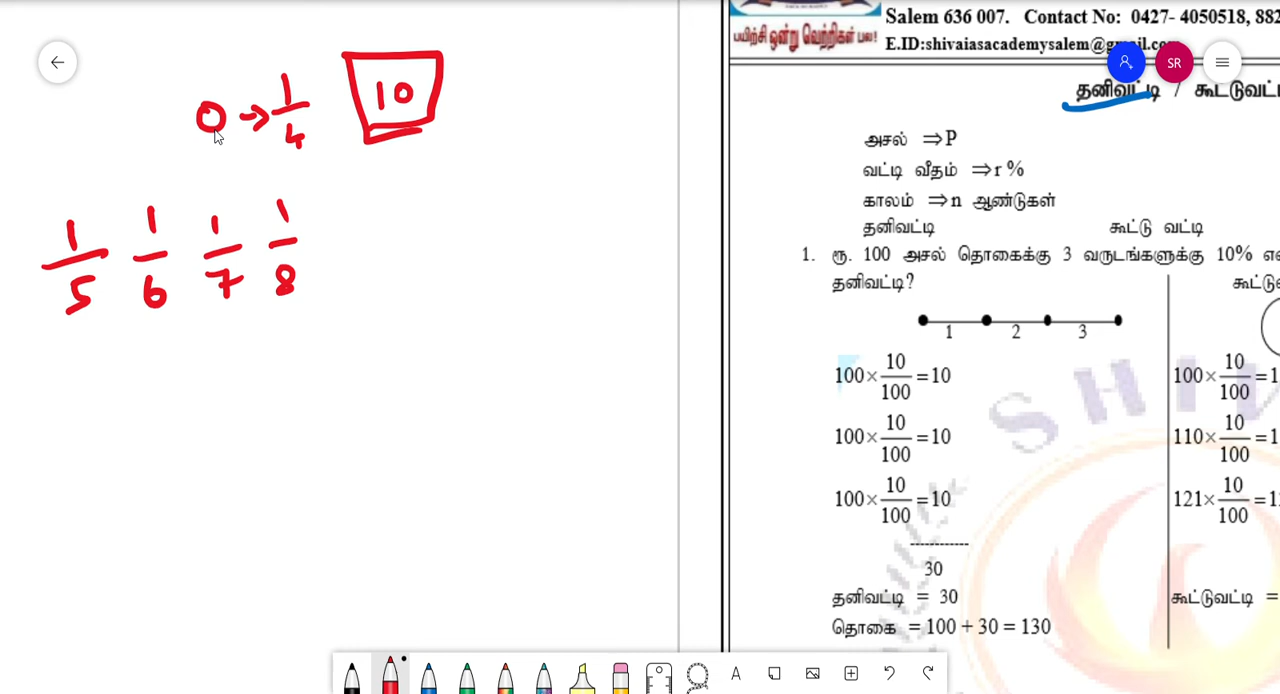 0 → 1/4 10
1/5 1/6 1/7 1/8
Salem 636 007. Contact No: 0427- 4050518, 882
பயிற்சி ஒன்று வெற்றிகள் பல!
E.ID:shivaiasacademysalem@gmail.co
SR
தனிவட்டி / கூட்டுவட்டி
அசல் ⇒P
வட்டி வீதம் ⇒r %
காலம் ⇒n ஆண்டுகள்
தனிவட்டி கூட்டு வட்டி
1. ரூ. 100 அசல் தொகைக்கு 3 வருடங்களுக்கு 10%
தனிவட்டி?
1 2 3
100×10/100=10 100×10/100=1
100×10/100=10 110×10/100=1
100×10/100=10 121×10/100=1
------------
30
தனிவட்டி = 30 கூட்டுவட்டி =
தொகை = 100 + 30 = 130
SHIV
A